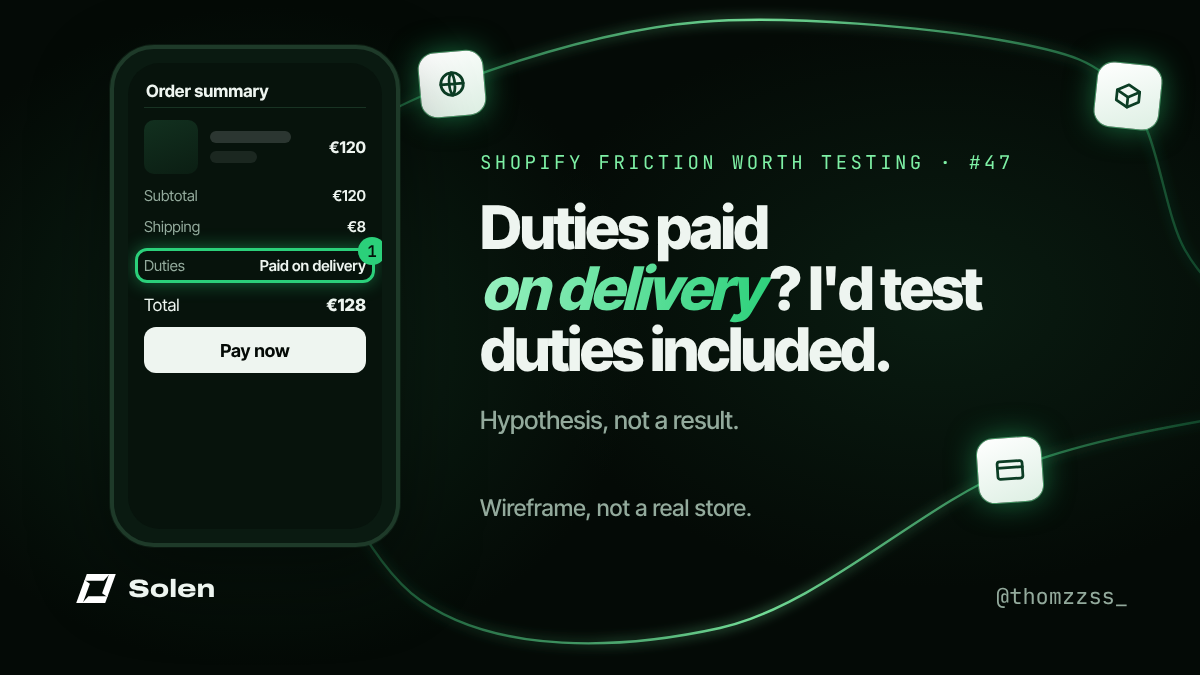 Order summary
€120
Subtotal €120
Shipping €8
1
Duties Paid on delivery
Total €128
Pay now
SHOPIFY FRICTION WORTH TESTING · #47
Duties paid
on delivery? I'd test
duties included.
Hypothesis, not a result.
Wireframe, not a real store.
Solen
@thomzzss_